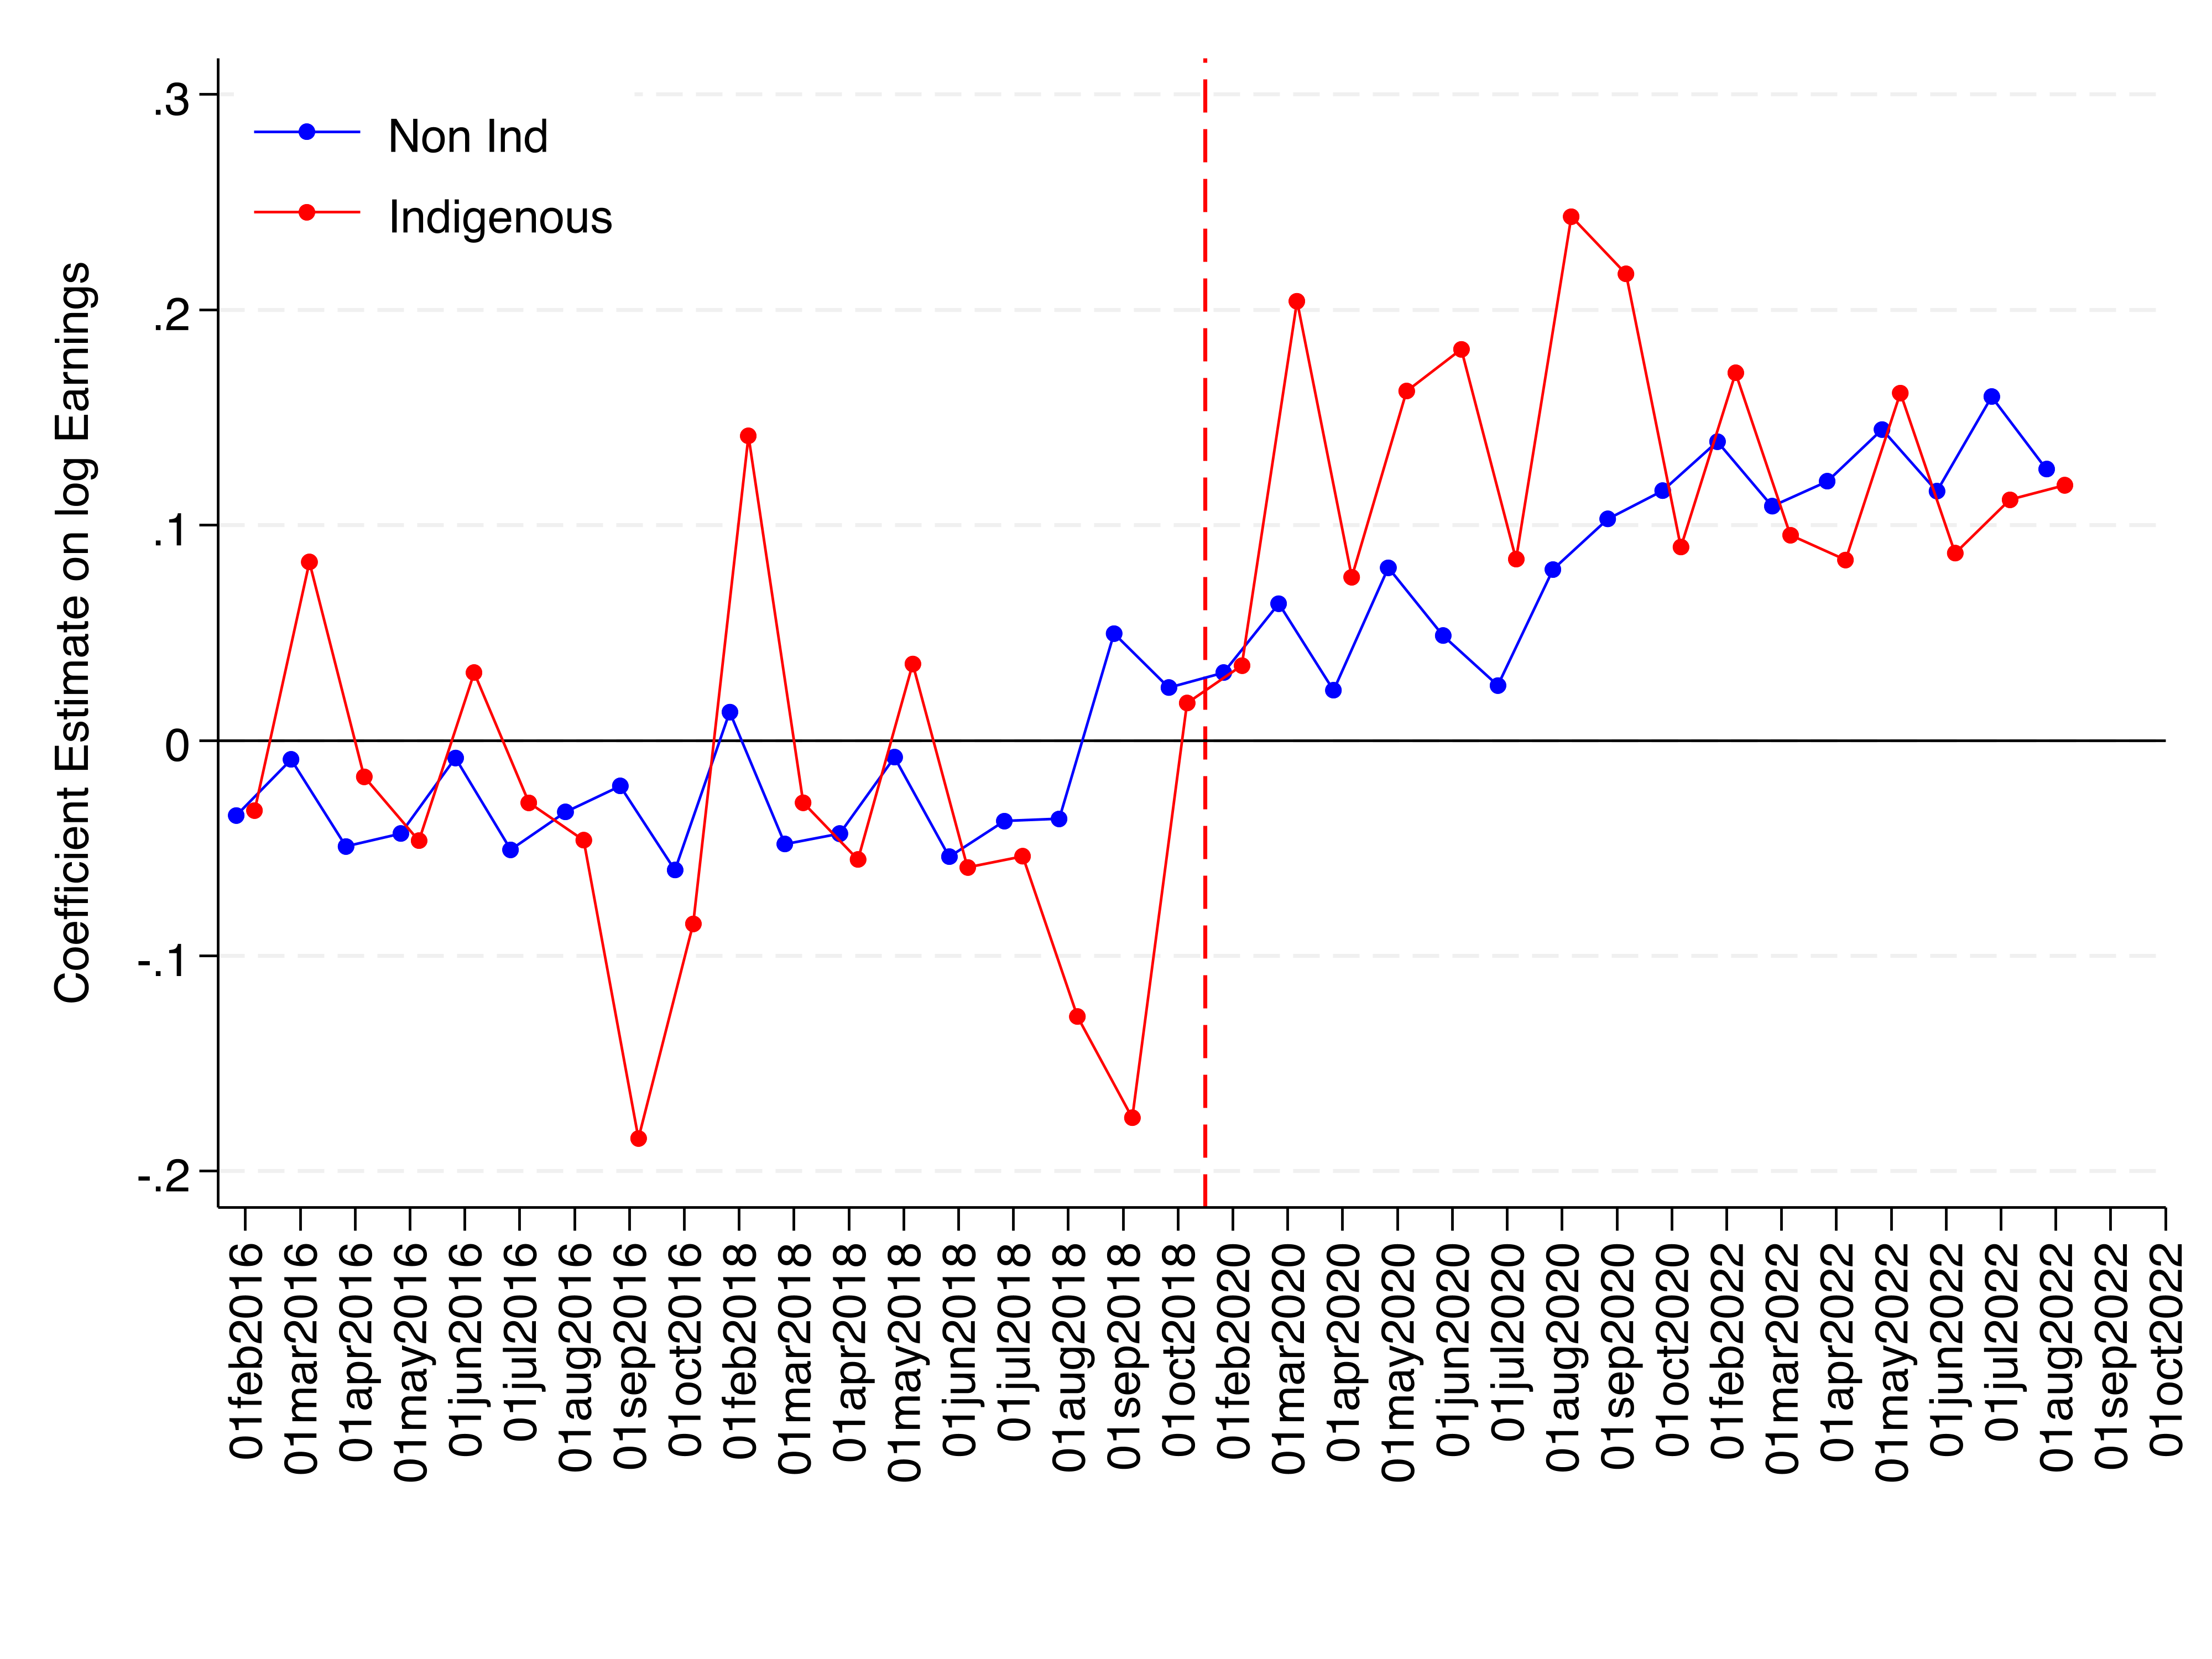 Coefficient Estimate on log Earnings
.3
.2
.1
0
-.1
-.2
Non Ind
Indigenous
01feb2016
01mar2016
01apr2016
01may2016
01jun2016
01jul2016
01aug2016
01sep2016
01oct2016
01feb2018
01mar2018
01apr2018
01may2018
01jun2018
01jul2018
01aug2018
01sep2018
01oct2018
01feb2020
01mar2020
01apr2020
01may2020
01jun2020
01jul2020
01aug2020
01sep2020
01oct2020
01feb2022
01mar2022
01apr2022
01may2022
01jun2022
01jul2022
01aug2022
01sep2022
01oct2022